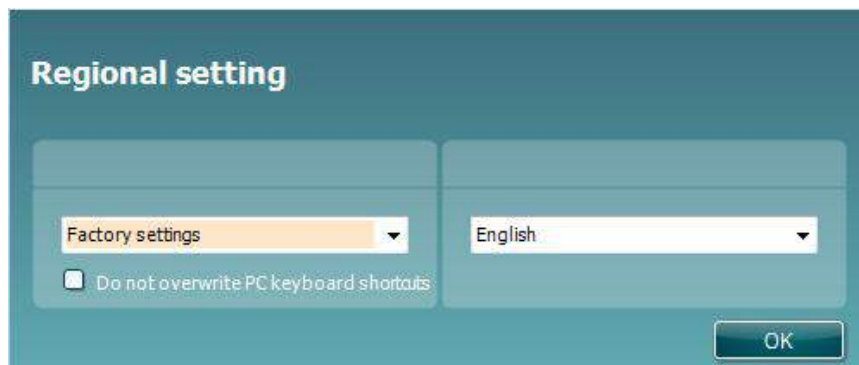 Regional setting
Factory settings
English
Do not overwrite PC keyboard shortcuts
OK